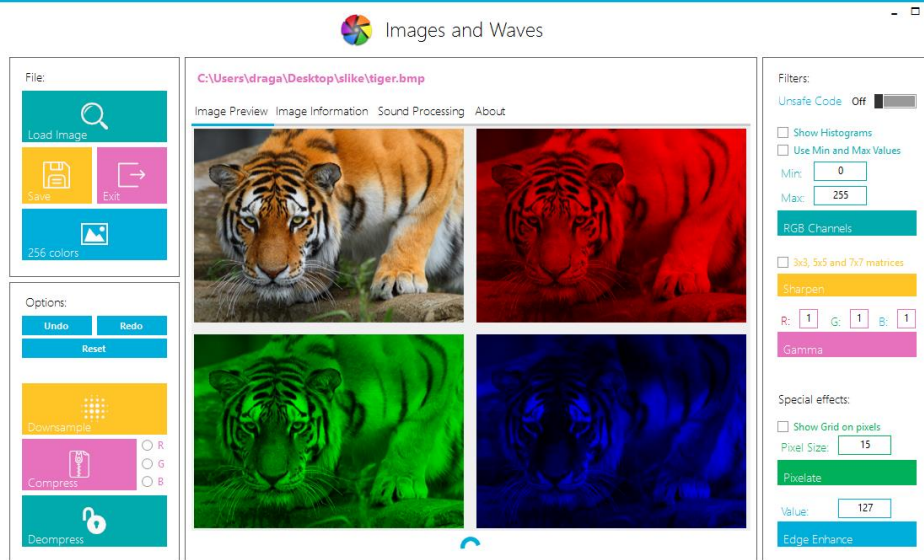 Images and Waves
File:
Load Image
Save
Exit
256 colors
Options:
Undo
Redo
Reset
Downsample
Compress
R
G
B
Deompress
C:\Users\draga\Desktop\slike\tiger.bmp
Image Preview Image Information Sound Processing About
Filters:
Unsafe Code Off
Show Histograms
Use Min and Max Values
Min: 0
Max: 255
RGB Channels
3x3, 5x5 and 7x7 matrices
Sharpen
R: 1 G: 1 B: 1
Gamma
Special effects:
Show Grid on pixels
Pixel Size: 15
Pixelate
Value: 127
Edge Enhance